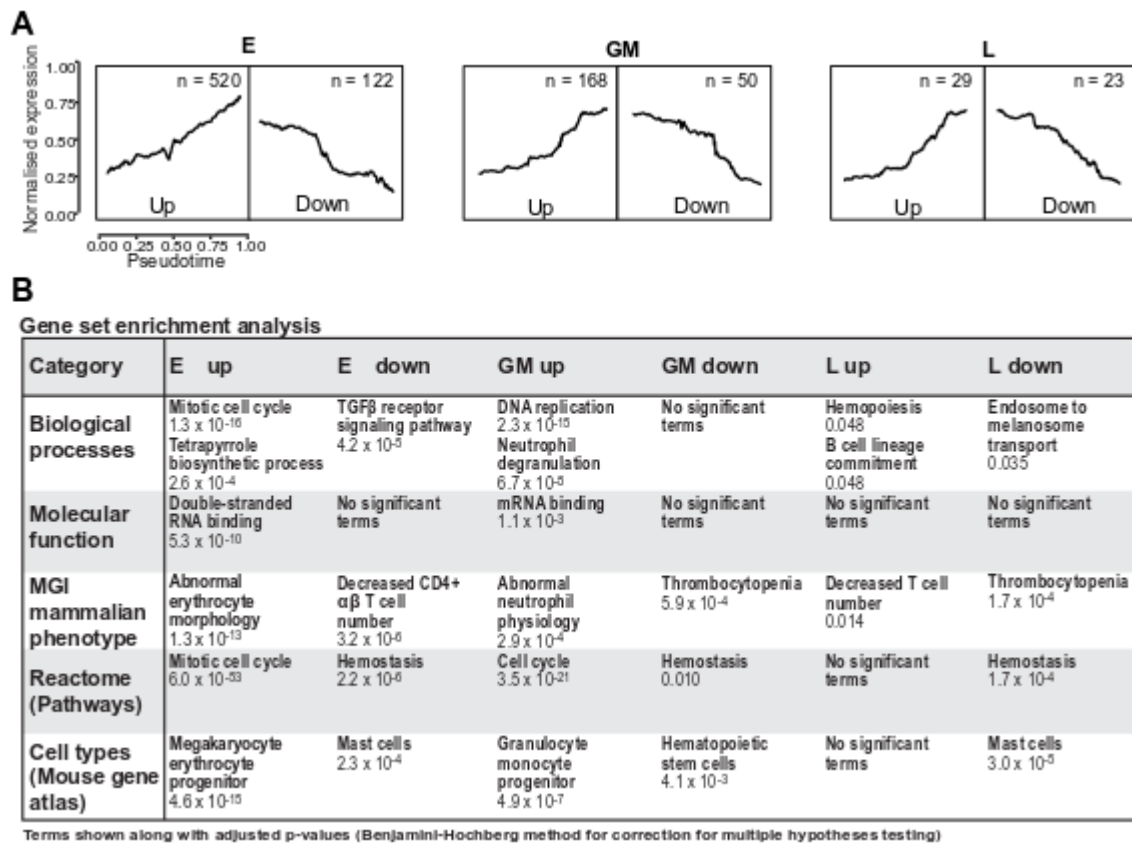 A
E
GM
L
Normalised expression
1.00
0.75
0.50
0.25
0.00
n = 520
n = 122
n = 168
n = 50
n = 29
n = 23
Up
Down
Up
Down
Up
Down
0.00 0.25 0.50 0.75 1.00
Pseudotime
B
Gene set enrichment analysis
Category
E up
E down
GM up
GM down
L up
L down
Biological
processes
Mitotic cell cycle
1.3 x 10-16
Tetrapyrrole
biosynthetic process
2.6 x 10-4
TGFβ receptor
signaling pathway
4.2 x 10-5
DNA replication
2.3 x 10-15
Neutrophil
degranulation
6.7 x 10-8
No significant
terms
Hemopoiesis
0.048
B cell lineage
commitment
0.048
Endosome to
melanosome
transport
0.035
Molecular
function
Double-stranded
RNA binding
5.3 x 10-10
No significant
terms
mRNA binding
1.1 x 10-3
No significant
terms
No significant
terms
No significant
terms
MGI
mammalian
phenotype
Abnormal
erythrocyte
morphology
1.3 x 10-13
Decreased CD4+
αβ T cell
number
3.2 x 10-6
Abnormal
neutrophil
physiology
2.9 x 10-4
Thrombocytopenia
5.9 x 10-4
Decreased T cell
number
0.014
Thrombocytopenia
1.7 x 10-4
Reactome
(Pathways)
Mitotic cell cycle
6.0 x 10-53
Hemostasis
2.2 x 10-6
Cell cycle
3.5 x 10-21
Hemostasis
0.010
No significant
terms
Hemostasis
1.7 x 10-4
Cell types
(Mouse gene
atlas)
Megakaryocyte
erythrocyte
progenitor
4.6 x 10-15
Mast cells
2.3 x 10-4
Granulocyte
monocyte
progenitor
4.9 x 10-7
Hematopoietic
stem cells
4.1 x 10-3
No significant
terms
Mast cells
3.0 x 10-5
Terms shown along with adjusted p-values (Benjamini-Hochberg method for correction for multiple hypotheses testing)